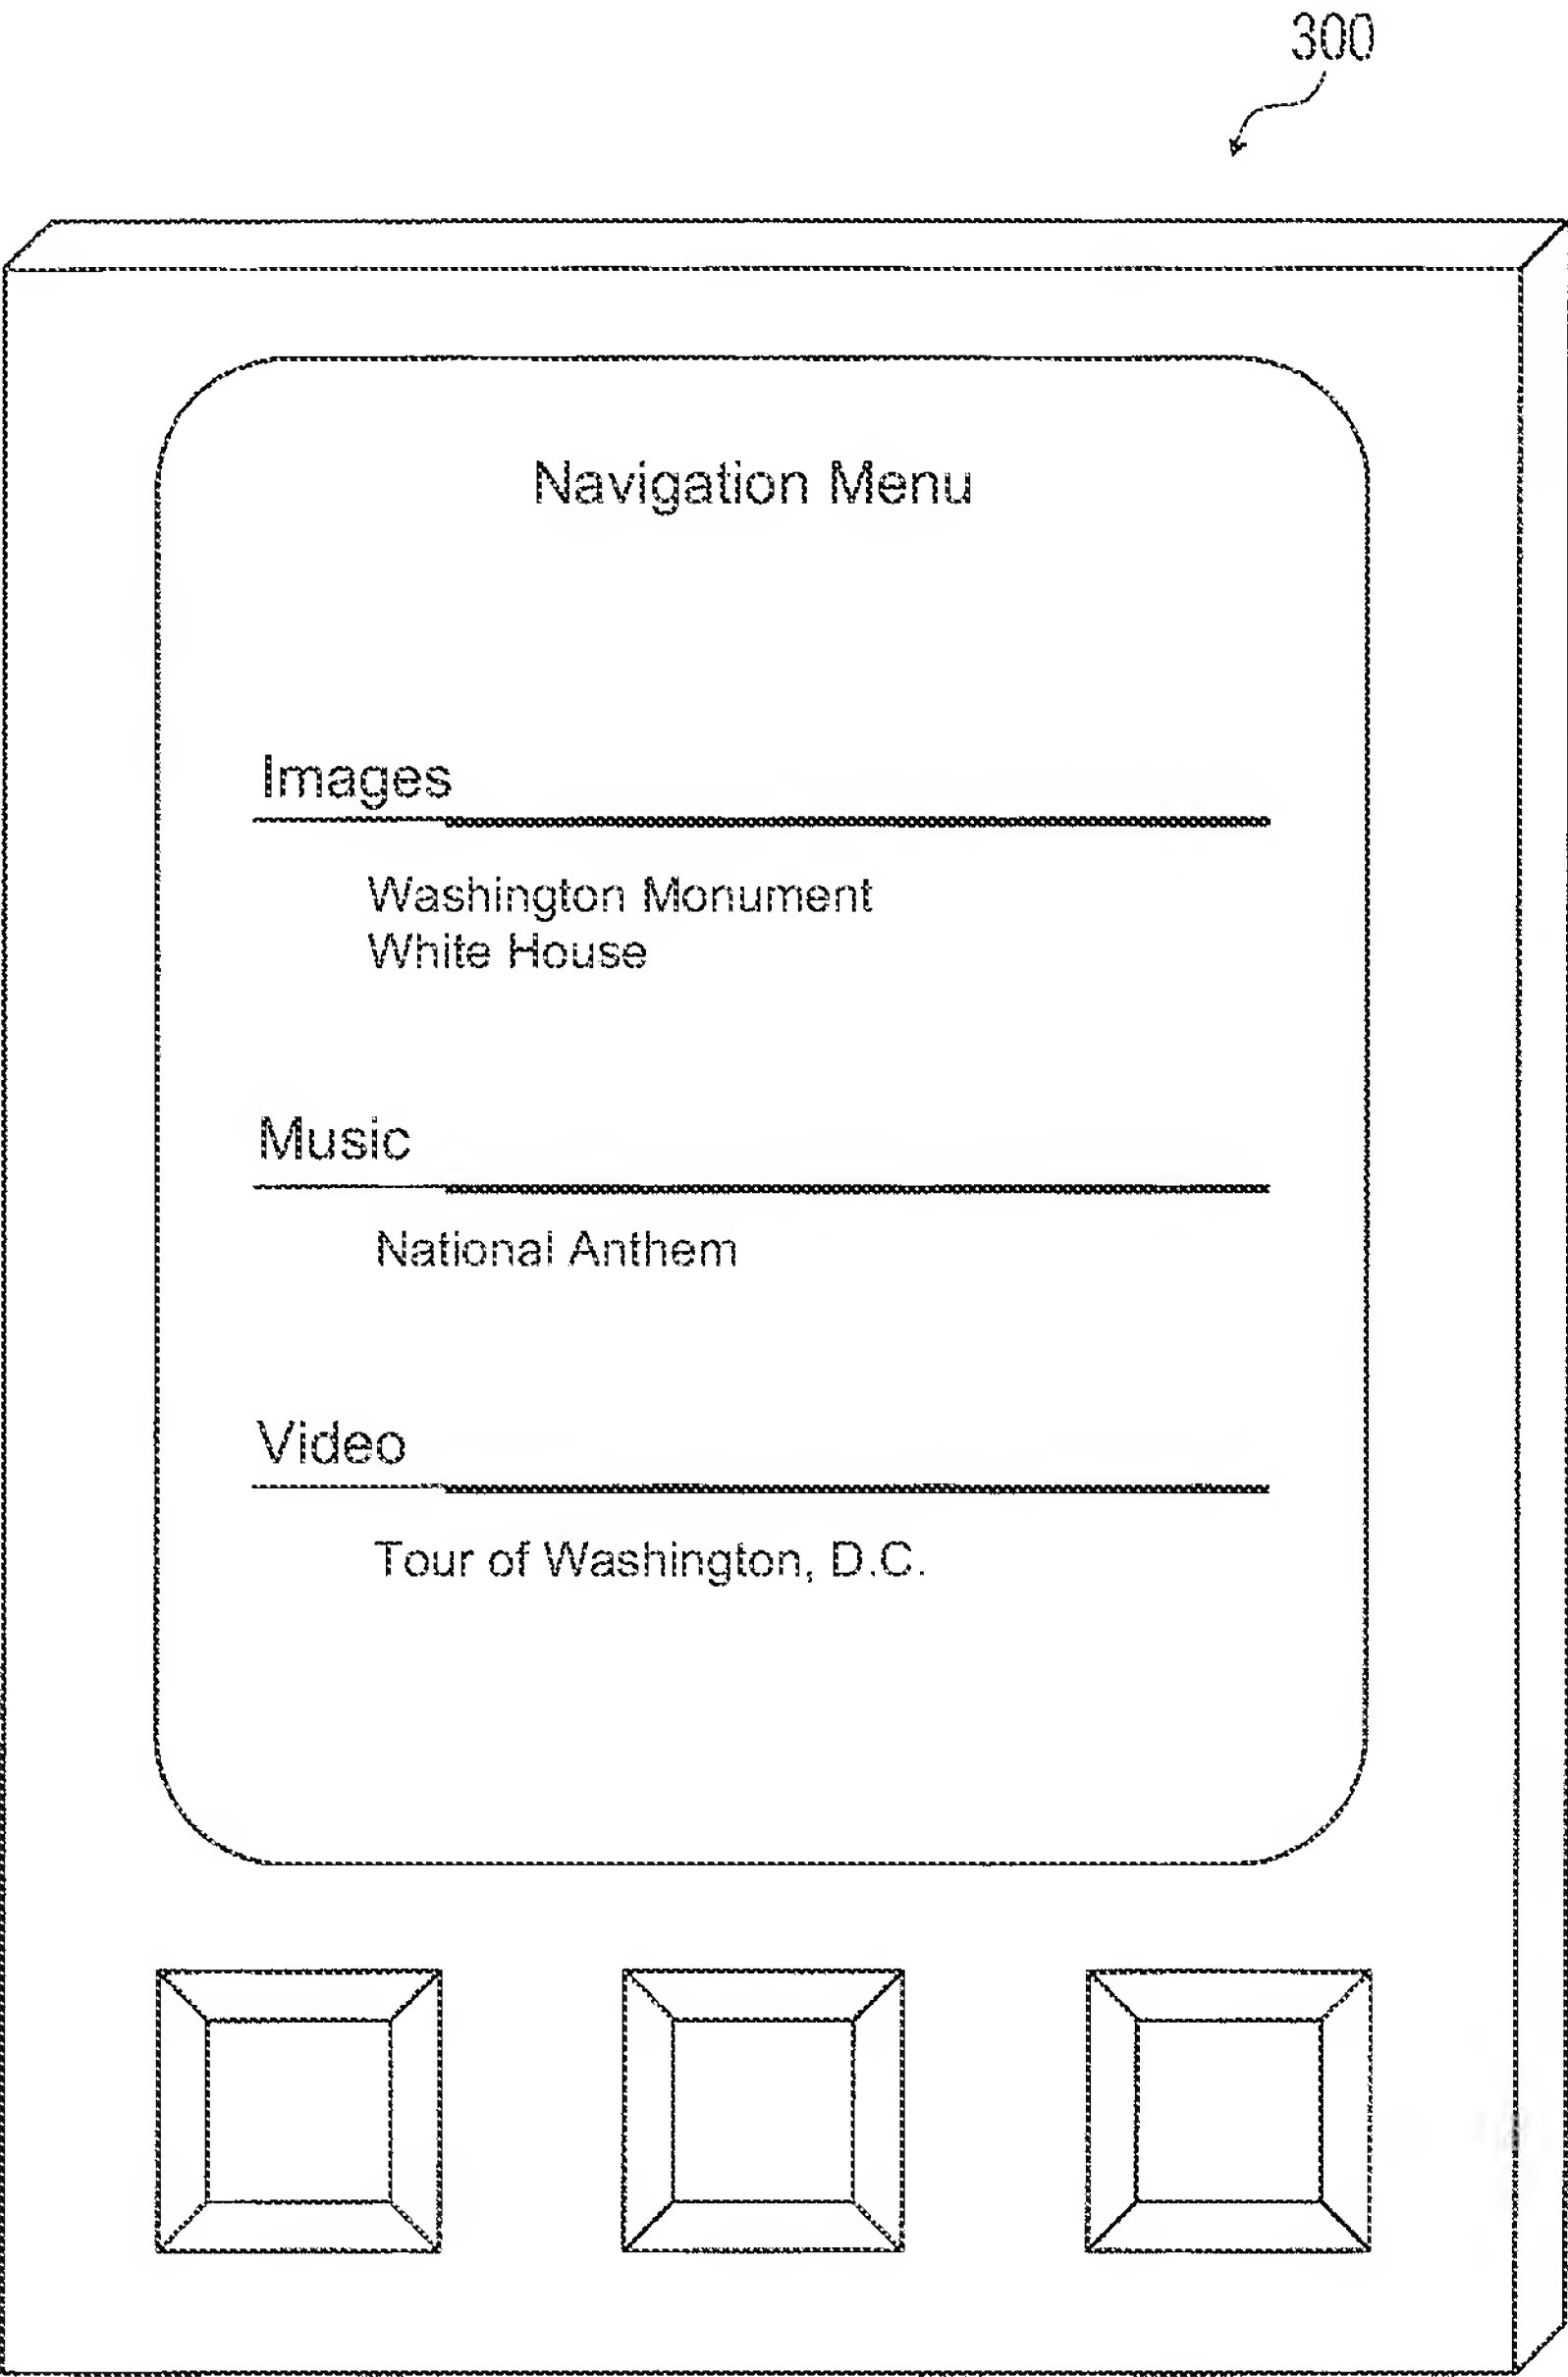 300
Navigation Menu
Images
Washington Monument
White House
Music
National Anthem
Video
Tour of Washington, D.C.